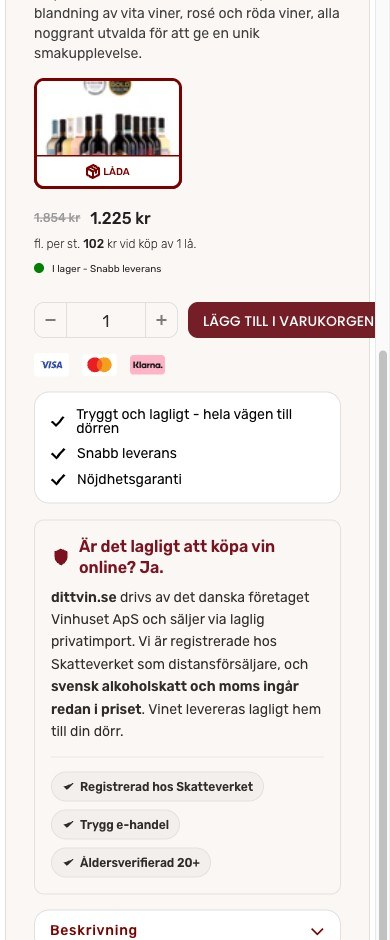 blandning av vita viner, rosé och röda viner, alla
noggrant utvalda för att ge en unik
smakupplevelse.
LÅDA
1.854 kr 1.225 kr
fl. per st. 102 kr vid köp av 1 lå.
I lager - Snabb leverans
− 1 + LÄGG TILL I VARUKORGEN
VISA Klarna.
Tryggt och lagligt - hela vägen till
dörren
Snabb leverans
Nöjdhetsgaranti
Är det lagligt att köpa vin
online? Ja.
dittvin.se drivs av det danska företaget
Vinhuset ApS och säljer via laglig
privatimport. Vi är registrerade hos
Skatteverket som distansförsäljare, och
svensk alkoholskatt och moms ingår
redan i priset. Vinet levereras lagligt hem
till din dörr.
Registrerad hos Skatteverket
Trygg e-handel
Åldersverifierad 20+
Beskrivning